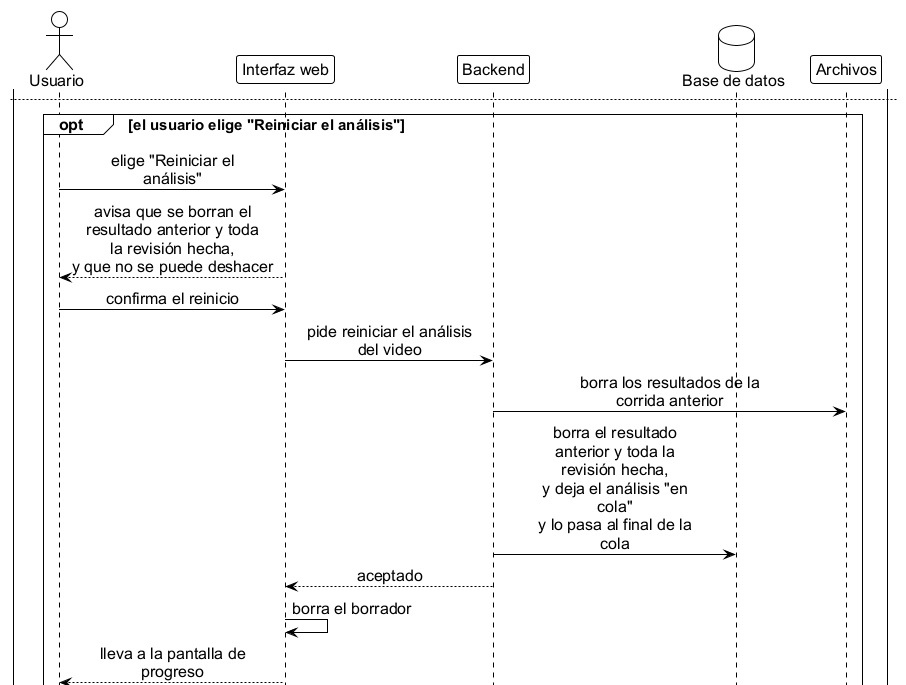 Usuario
Interfaz web
Backend
Base de datos
Archivos
opt
[el usuario elige "Reiniciar el análisis"]
elige "Reiniciar el
análisis"
avisa que se borran el
resultado anterior y toda
la revisión hecha,
y que no se puede deshacer
confirma el reinicio
pide reiniciar el análisis
del video
borra los resultados de la
corrida anterior
borra el resultado
anterior y toda la
revisión hecha,
y deja el análisis "en
cola"
y lo pasa al final de la
cola
aceptado
borra el borrador
lleva a la pantalla de
progreso